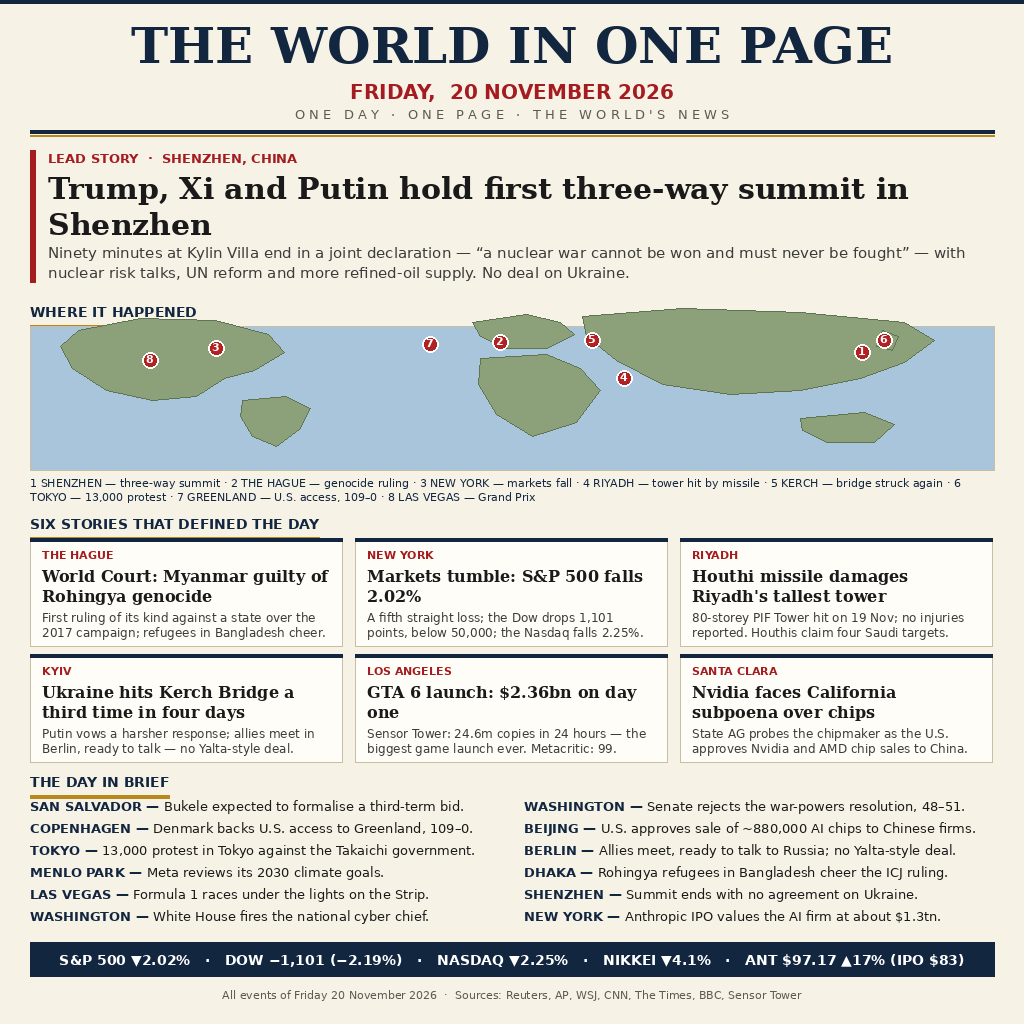 THE WORLD IN ONE PAGE
FRIDAY, 20 NOVEMBER 2026
ONE DAY · ONE PAGE · THE WORLD'S NEWS
LEAD STORY · SHENZHEN, CHINA
Trump, Xi and Putin hold first three-way summit in
Shenzhen
Ninety minutes at Kylin Villa end in a joint declaration — “a nuclear war cannot be won and must never be fought” — with
nuclear risk talks, UN reform and more refined-oil supply. No deal on Ukraine.
WHERE IT HAPPENED
8
3
7
2
5
4
1
6
1 SHENZHEN — three-way summit · 2 THE HAGUE — genocide ruling · 3 NEW YORK — markets fall · 4 RIYADH — tower hit by missile · 5 KERCH — bridge struck again · 6
TOKYO — 13,000 protest · 7 GREENLAND — U.S. access, 109–0 · 8 LAS VEGAS — Grand Prix
SIX STORIES THAT DEFINED THE DAY
THE HAGUE
World Court: Myanmar guilty of
Rohingya genocide
First ruling of its kind against a state over the
2017 campaign; refugees in Bangladesh cheer.
NEW YORK
Markets tumble: S&P 500 falls
2.02%
A fifth straight loss; the Dow drops 1,101
points, below 50,000; the Nasdaq falls 2.25%.
RIYADH
Houthi missile damages
Riyadh's tallest tower
80-storey PIF Tower hit on 19 Nov; no injuries
reported. Houthis claim four Saudi targets.
KYIV
Ukraine hits Kerch Bridge a
third time in four days
Putin vows a harsher response; allies meet in
Berlin, ready to talk — no Yalta-style deal.
LOS ANGELES
GTA 6 launch: $2.36bn on day
one
Sensor Tower: 24.6m copies in 24 hours — the
biggest game launch ever. Metacritic: 99.
SANTA CLARA
Nvidia faces California
subpoena over chips
State AG probes the chipmaker as the U.S.
approves Nvidia and AMD chip sales to China.
THE DAY IN BRIEF
SAN SALVADOR — Bukele expected to formalise a third-term bid.
COPENHAGEN — Denmark backs U.S. access to Greenland, 109–0.
TOKYO — 13,000 protest in Tokyo against the Takaichi government.
MENLO PARK — Meta reviews its 2030 climate goals.
LAS VEGAS — Formula 1 races under the lights on the Strip.
WASHINGTON — White House fires the national cyber chief.
WASHINGTON — Senate rejects the war-powers resolution, 48–51.
BEIJING — U.S. approves sale of ~880,000 AI chips to Chinese firms.
BERLIN — Allies meet, ready to talk to Russia; no Yalta-style deal.
DHAKA — Rohingya refugees in Bangladesh cheer the ICJ ruling.
SHENZHEN — Summit ends with no agreement on Ukraine.
NEW YORK — Anthropic IPO values the AI firm at about $1.3tn.
S&P 500 ▼2.02% · DOW −1,101 (−2.19%) · NASDAQ ▼2.25% · NIKKEI ▼4.1% · ANT $97.17 ▲17% (IPO $83)
All events of Friday 20 November 2026 · Sources: Reuters, AP, WSJ, CNN, The Times, BBC, Sensor Tower